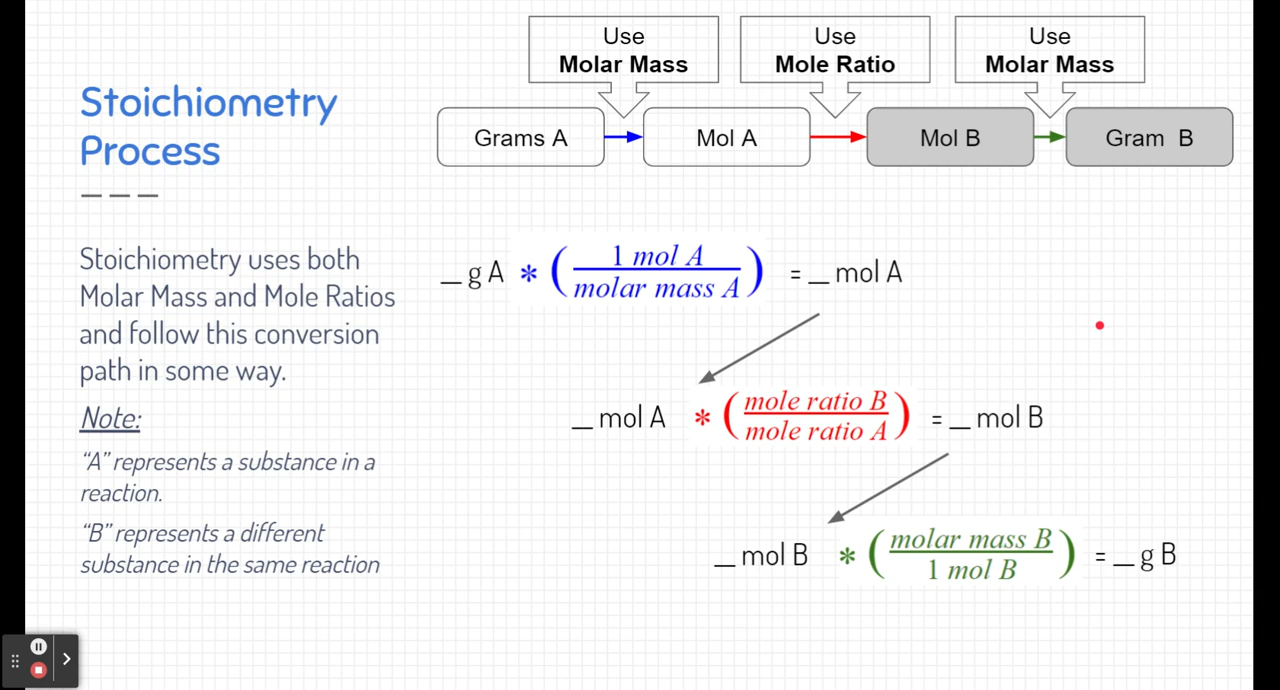 Use
Molar Mass
Use
Mole Ratio
Use
Molar Mass
Grams A
Mol A
Mol B
Gram B
Stoichiometry
Process
Stoichiometry uses both
Molar Mass and Mole Ratios
and follow this conversion
path in some way.
Note:
“A” represents a substance in a
reaction.
“B” represents a different
substance in the same reaction
_ g A * (1 mol A / molar mass A) = _ mol A
_ mol A * (mole ratio B / mole ratio A) = _ mol B
_ mol B * (molar mass B / 1 mol B) = _ g B